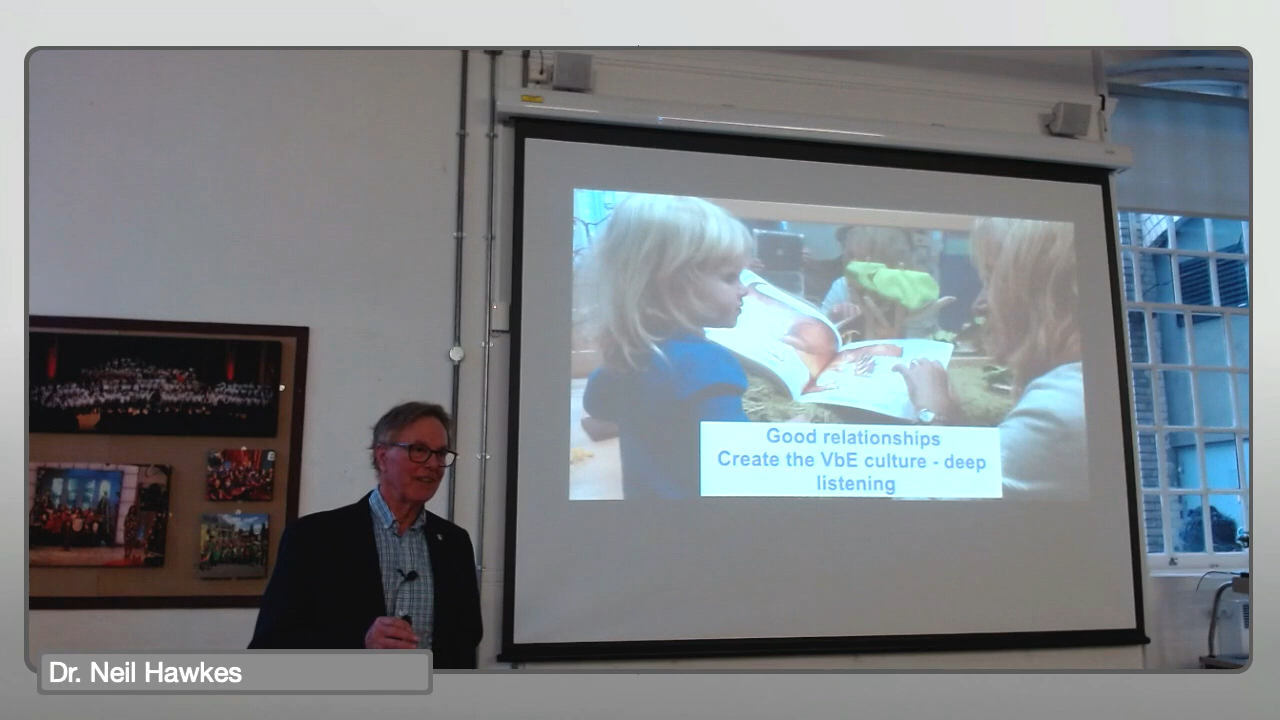 Good relationships
Create the VbE culture - deep
listening
Dr. Neil Hawkes